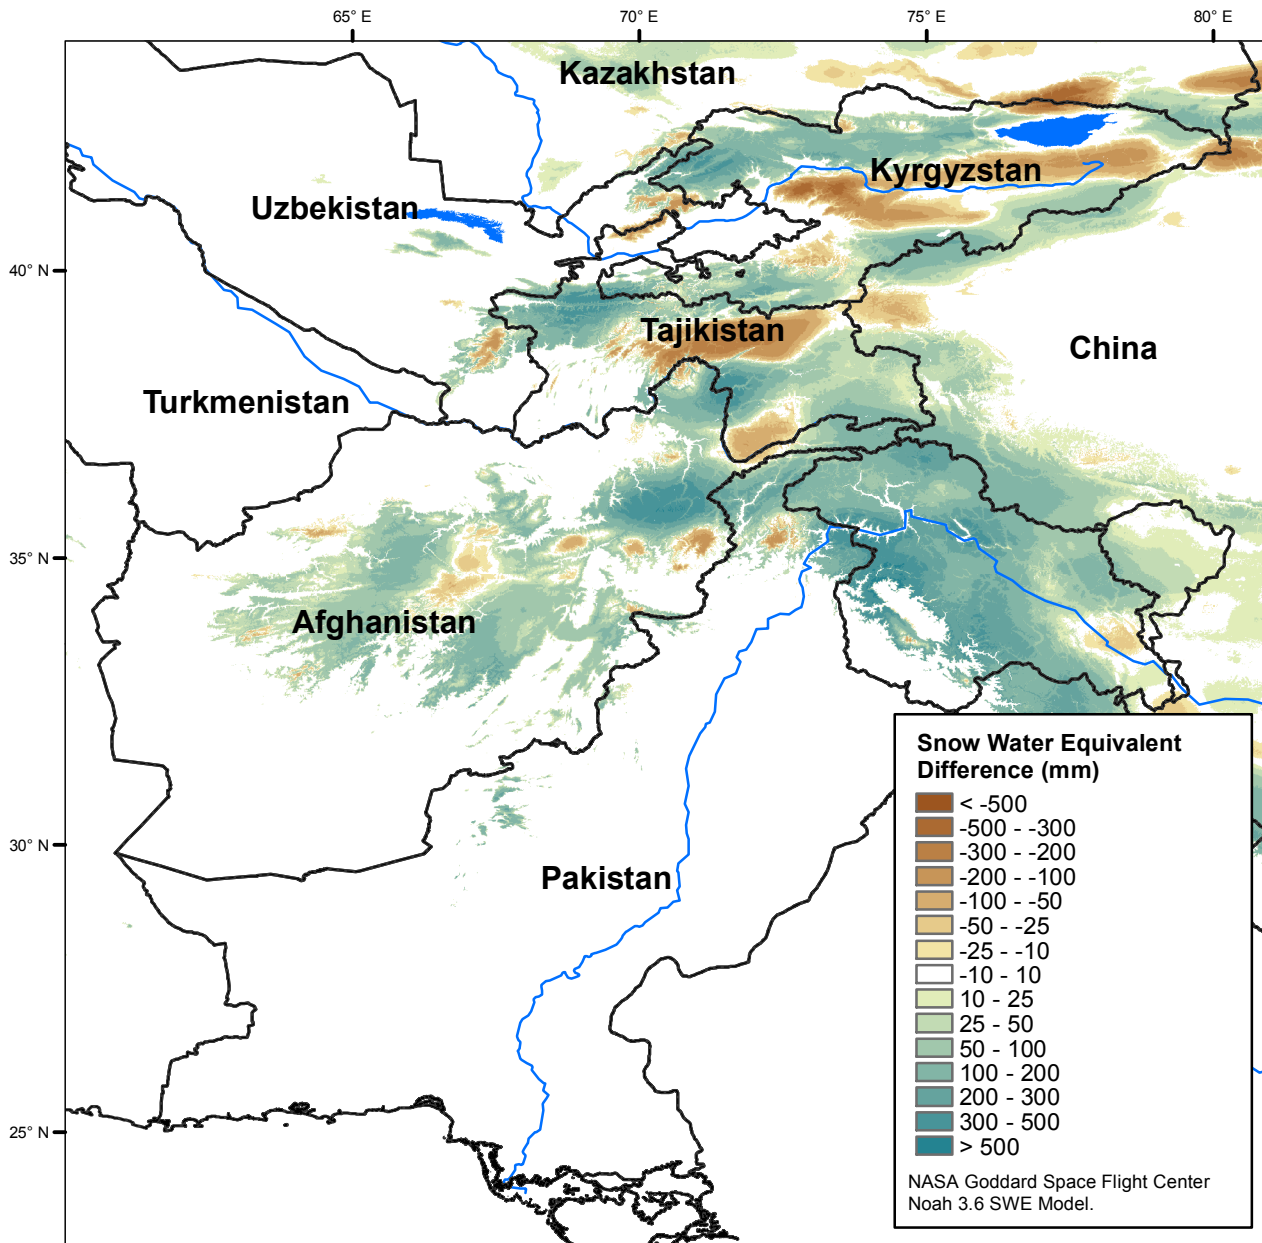 65° E
70° E
75° E
80° E
Kazakhstan
Kyrgyzstan
Uzbekistan
40° N
Tajikistan
China
Turkmenistan
35° N
Afghanistan
Snow Water Equivalent
Difference (mm)
< -500
-500 - -300
-300 - -200
-200 - -100
-100 - -50
-50 - -25
-25 - -10
-10 - 10
10 - 25
25 - 50
50 - 100
100 - 200
200 - 300
300 - 500
> 500
30° N
Pakistan
25° N
NASA Goddard Space Flight Center
Noah 3.6 SWE Model.